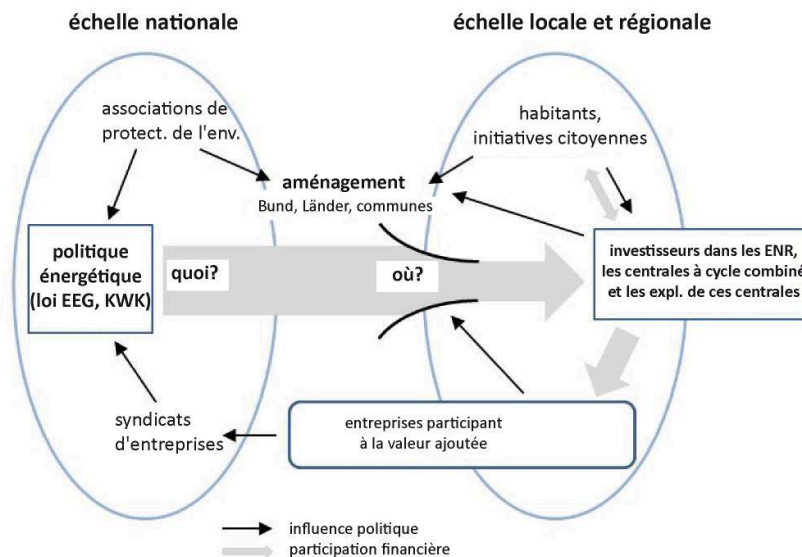 échelle nationale
échelle locale et régionale
associations de
protect. de l'env.
habitants,
initiatives citoyennes
aménagement
Bund, Länder, communes
politique
énergétique
(loi EEG, KWK)
quoi?
où?
investisseurs dans les ENR,
les centrales à cycle combiné
et les expl. de ces centrales
syndicats
d'entreprises
entreprises participant
à la valeur ajoutée
influence politique
participation financière